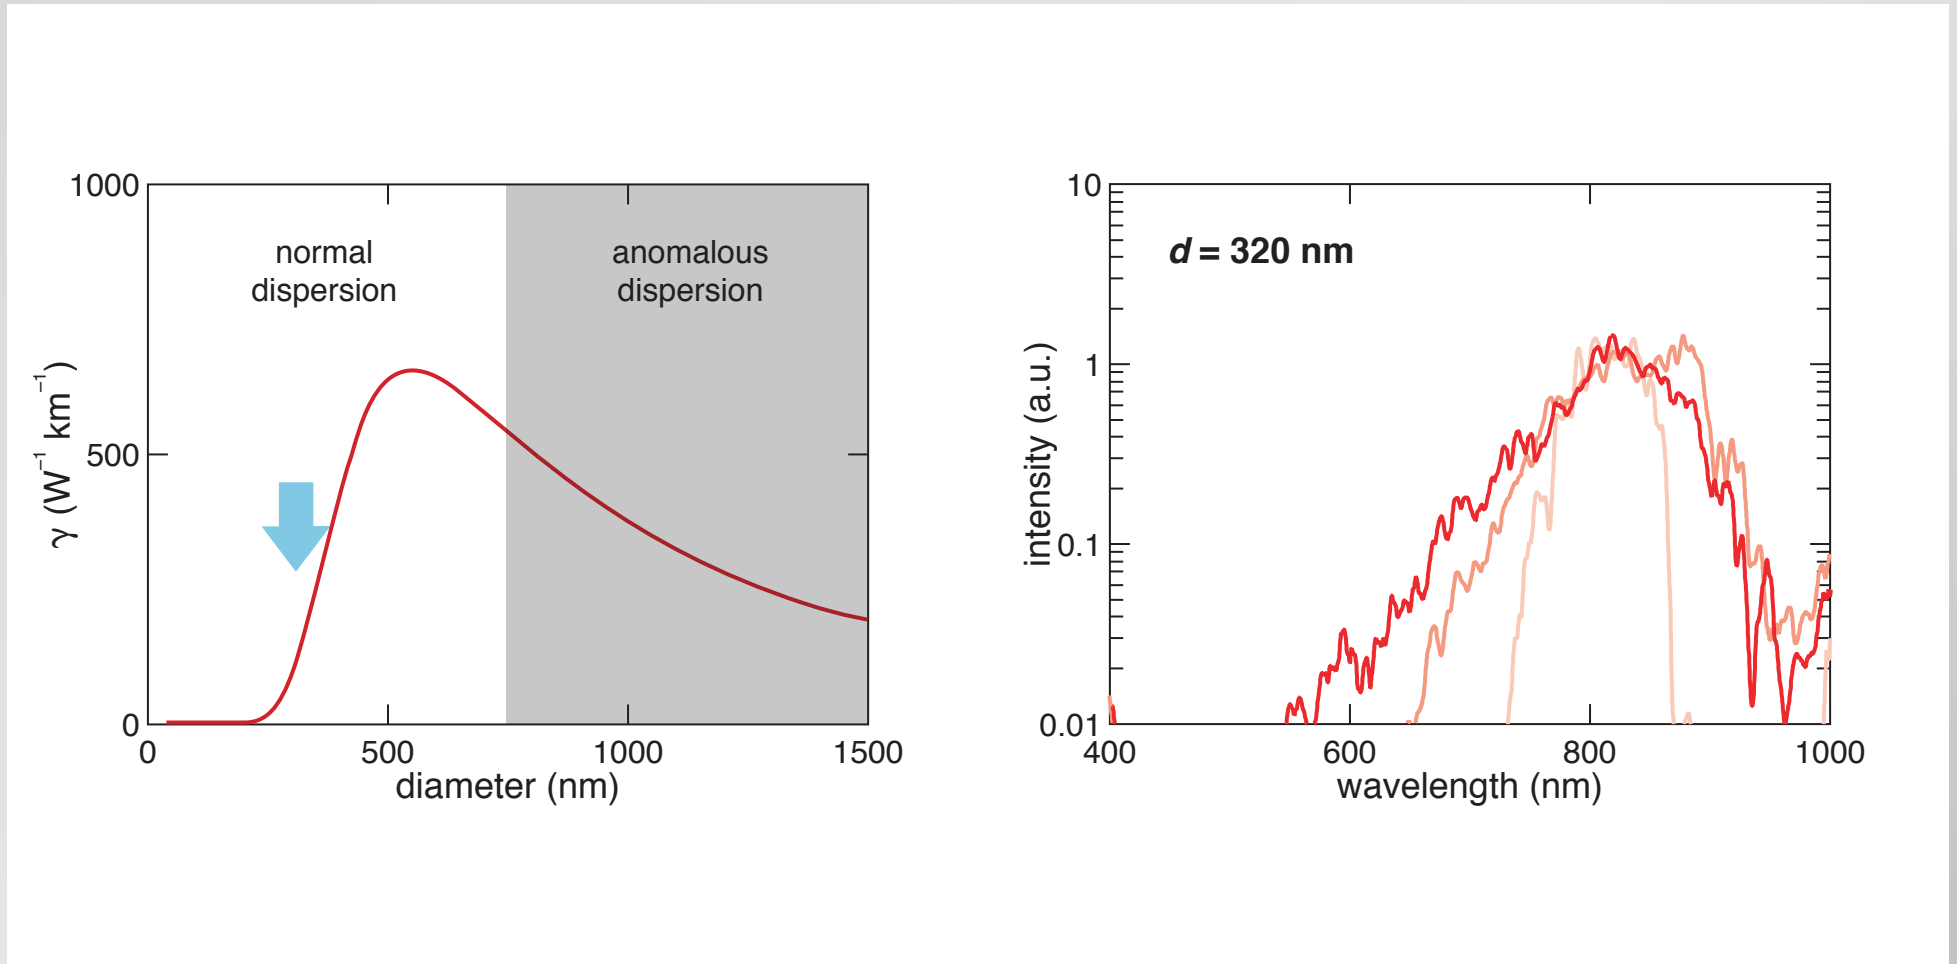 1000
500
0
γ (W⁻¹ km⁻¹)
normal
dispersion
anomalous
dispersion
0 500 1000 1500
diameter (nm)
10
1
0.1
0.01
intensity (a.u.)
d = 320 nm
400 600 800 1000
wavelength (nm)